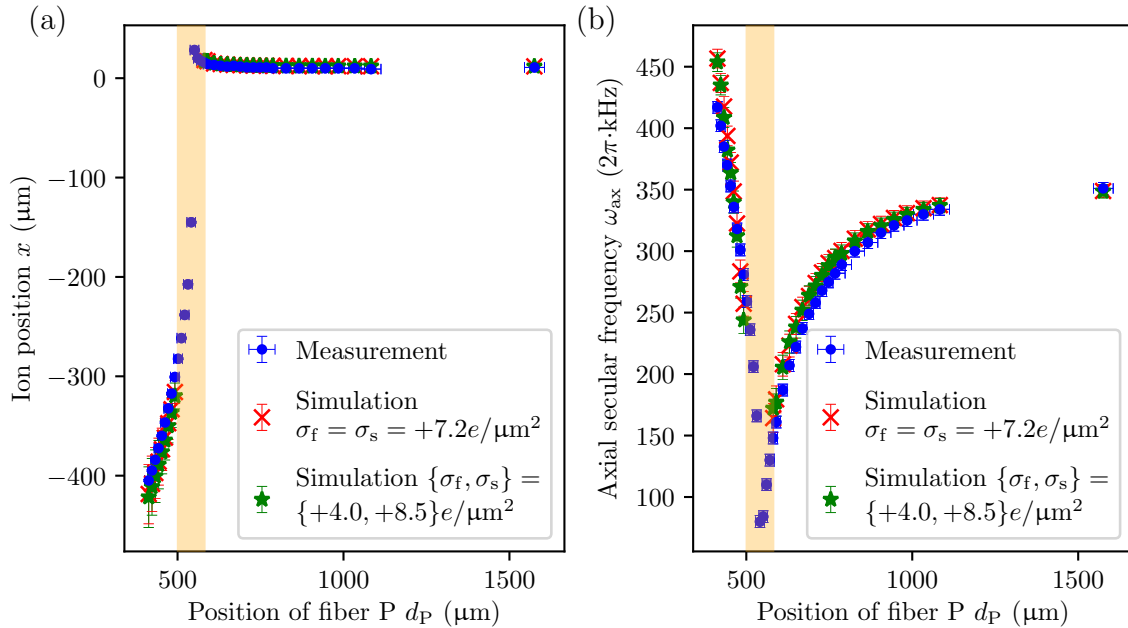 (a)
Ion position x (μm)
0
−100
−200
−300
−400
500
1000
1500
Position of fiber P d_P (μm)
Measurement
Simulation
σ_f = σ_s = +7.2e/μm²
Simulation {σ_f, σ_s} =
{+4.0, +8.5}e/μm²
(b)
Axial secular frequency ω_ax (2π·kHz)
450
400
350
300
250
200
150
100
500
1000
1500
Position of fiber P d_P (μm)
Measurement
Simulation
σ_f = σ_s = +7.2e/μm²
Simulation {σ_f, σ_s} =
{+4.0, +8.5}e/μm²